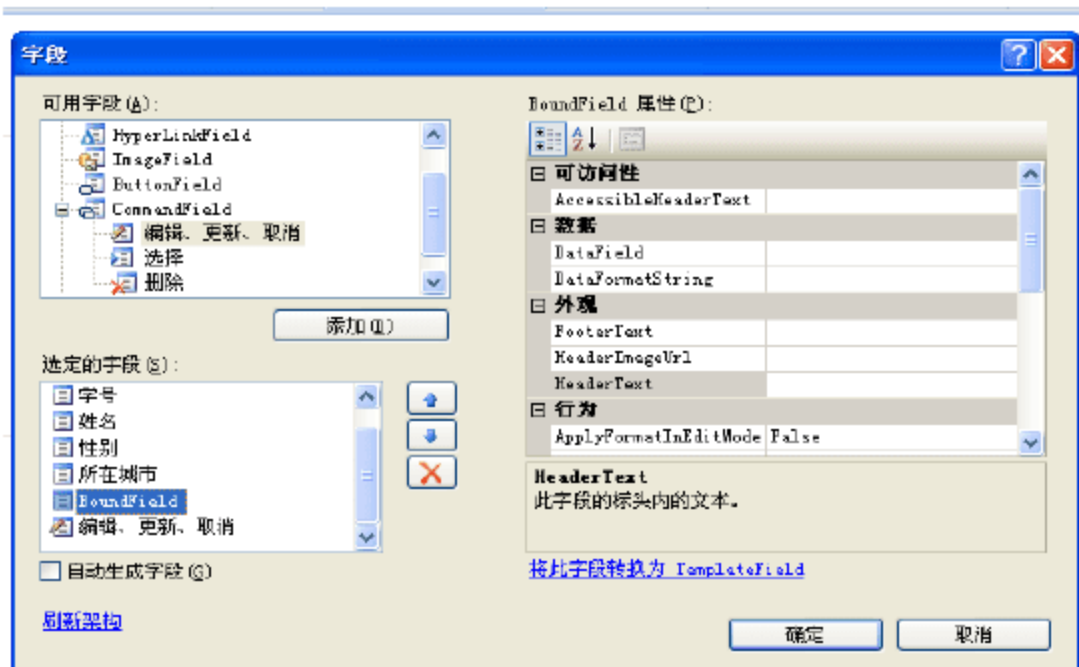 字段
可用字段(A):
HyperLinkField
ImageField
ButtonField
CommandField
编辑、更新、取消
选择
删除
添加(D)
选定的字段(S):
学号
姓名
性别
所在城市
BoundField
编辑、更新、取消
自动生成字段(G)
刷新架构
BoundField 属性(P):
可访问性
AccessibleHeaderText
数据
DataField
DataFormatString
外观
FooterText
HeaderImageUrl
HeaderText
行为
ApplyFormatInEditMode False
HeaderText
此字段的标头内的文本。
将此字段转换为 TemplateField
确定
取消